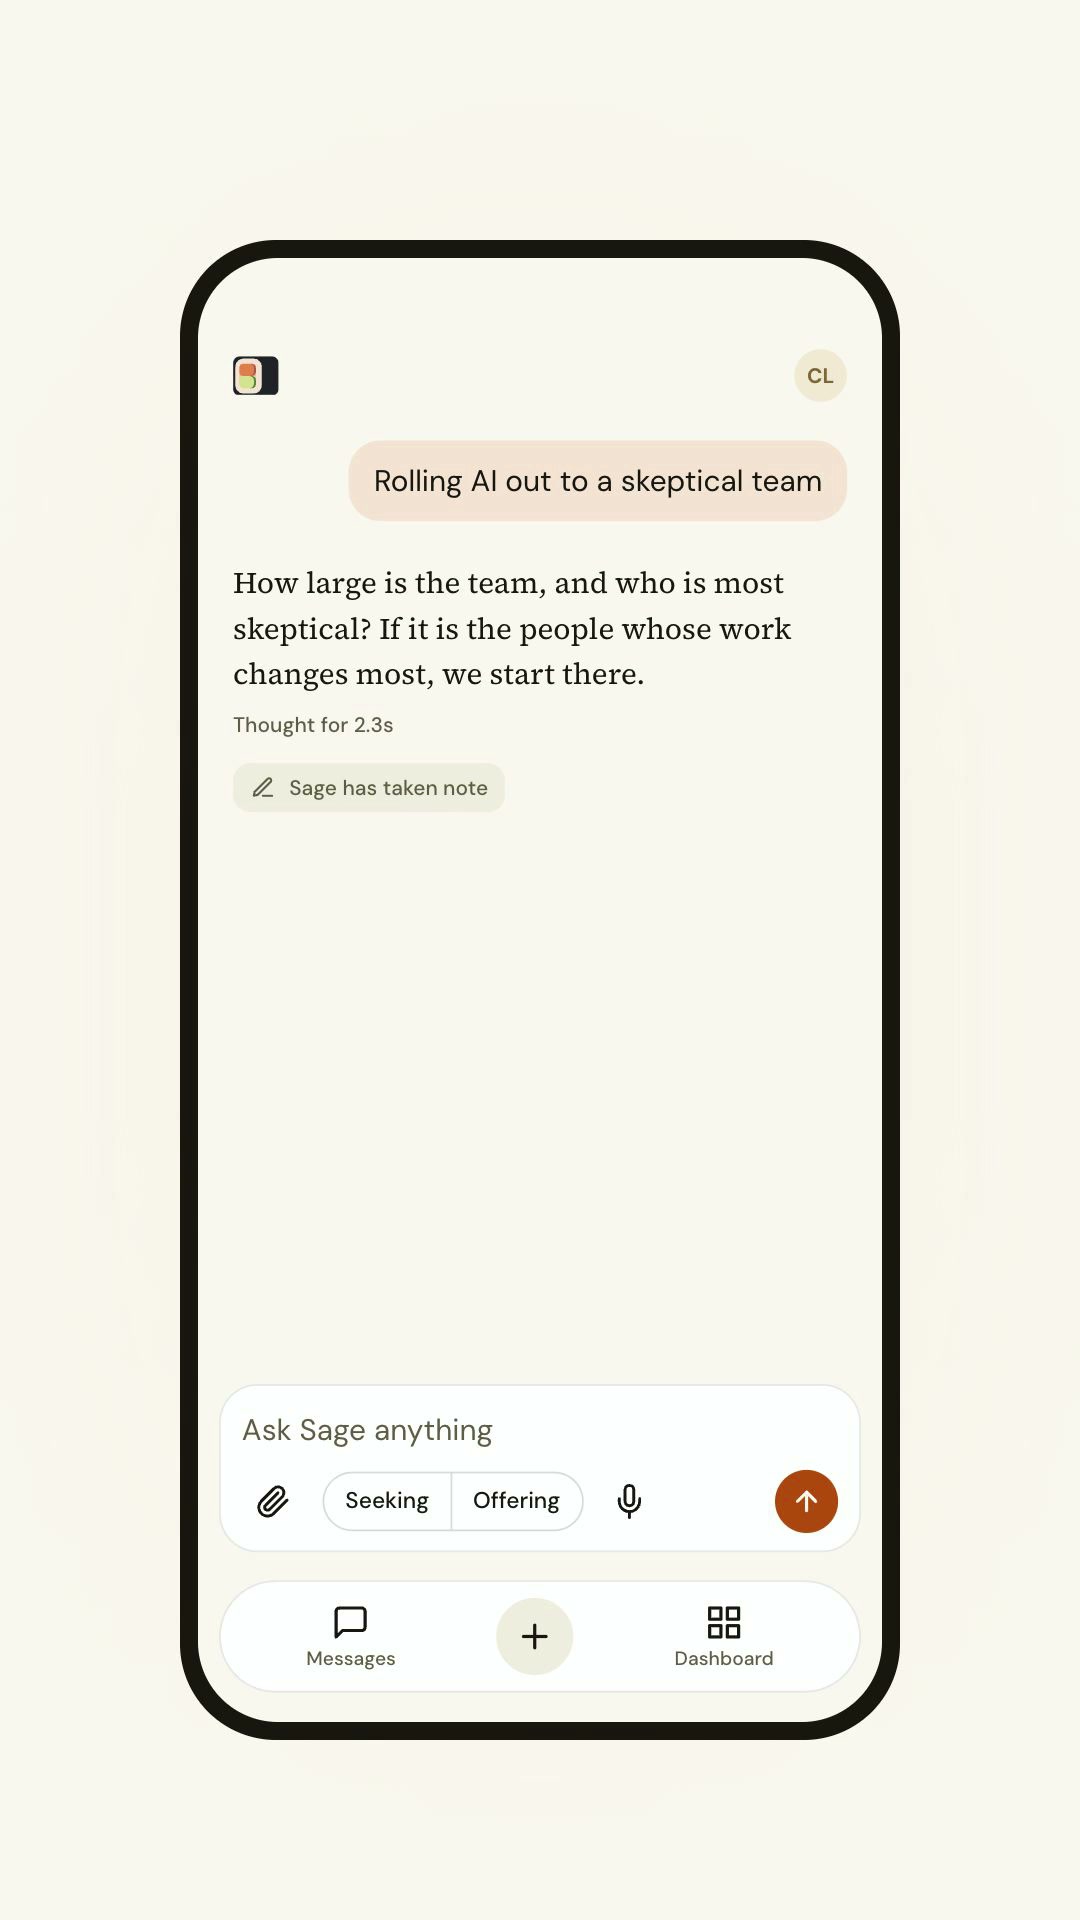 CL
Rolling AI out to a skeptical team
How large is the team, and who is most
skeptical? If it is the people whose work
changes most, we start there.
Thought for 2.3s
Sage has taken note
Ask Sage anything
Seeking Offering
Messages Dashboard